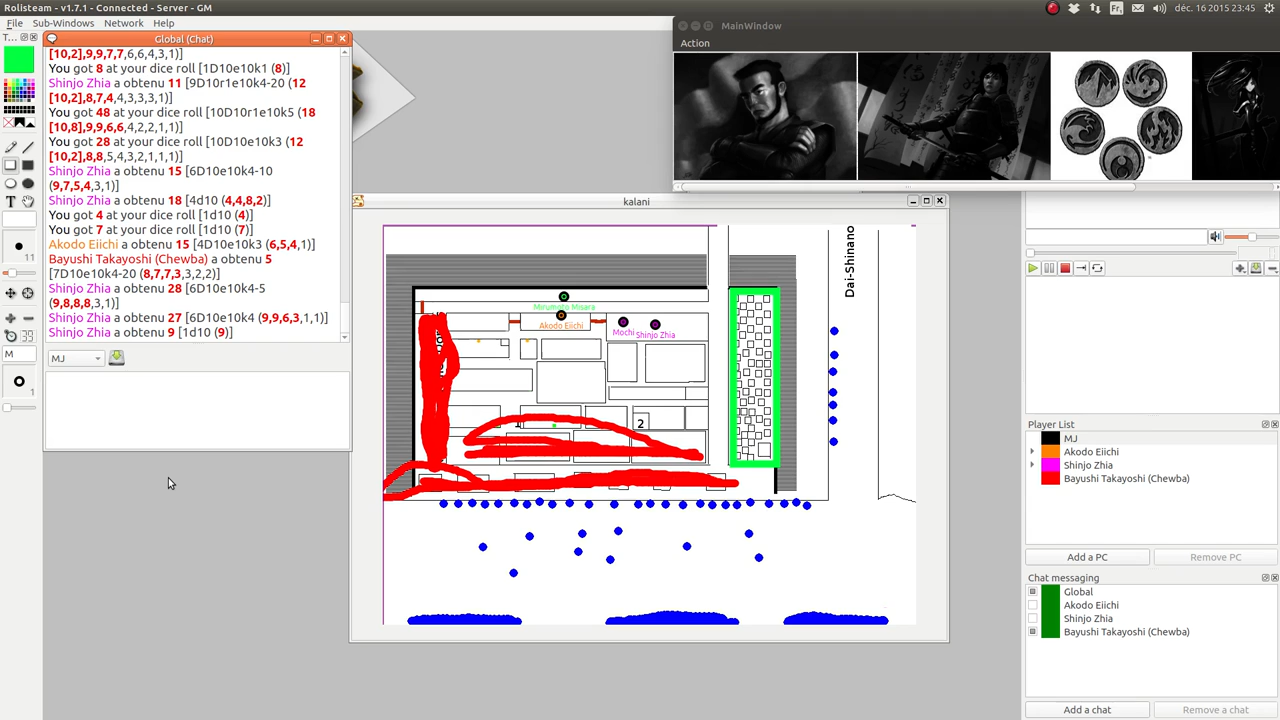 Rolisteam - v1.7.1 - Connected - Server - GM
Fr
déc. 16 2015 23:45
File Sub-Windows Network Help
MainWindow
Action
T...
Global (Chat)
[10,2],9,9,7,7,6,6,4,3,1)]
You got 8 at your dice roll [1D10e10k1 (8)]
Shinjo Zhia a obtenu 11 [9D10r1e10k4-20 (12
[10,2],8,7,4,4,3,3,3,1)]
You got 48 at your dice roll [10D10r1e10k5 (18
[10,8],9,9,6,6,4,2,2,1,1)]
You got 28 at your dice roll [10D10e10k3 (12
[10,2],8,8,5,4,3,2,1,1,1)]
Shinjo Zhia a obtenu 15 [6D10e10k4-10
(9,7,5,4,3,1)]
Shinjo Zhia a obtenu 18 [4d10 (4,4,8,2)]
You got 4 at your dice roll [1d10 (4)]
You got 7 at your dice roll [1d10 (7)]
Akodo Eiichi a obtenu 15 [4D10e10k3 (6,5,4,1)]
Bayushi Takayoshi (Chewba) a obtenu 5
[7D10e10k4-20 (8,7,7,3,3,2,2)]
Shinjo Zhia a obtenu 28 [6D10e10k4-5
(9,8,8,8,3,1)]
Shinjo Zhia a obtenu 27 [6D10e10k4 (9,9,6,3,1,1)]
Shinjo Zhia a obtenu 9 [1d10 (9)]
MJ
T
11
M
1
kalani
Dai-Shinano
Mirumoto Misara
Akodo Eiichi
Mochi
Shinjo Zhia
2
Player List
MJ
Akodo Eiichi
Shinjo Zhia
Bayushi Takayoshi (Chewba)
Add a PC
Remove PC
Chat messaging
Global
Akodo Eiichi
Shinjo Zhia
Bayushi Takayoshi (Chewba)
Add a chat
Remove a chat